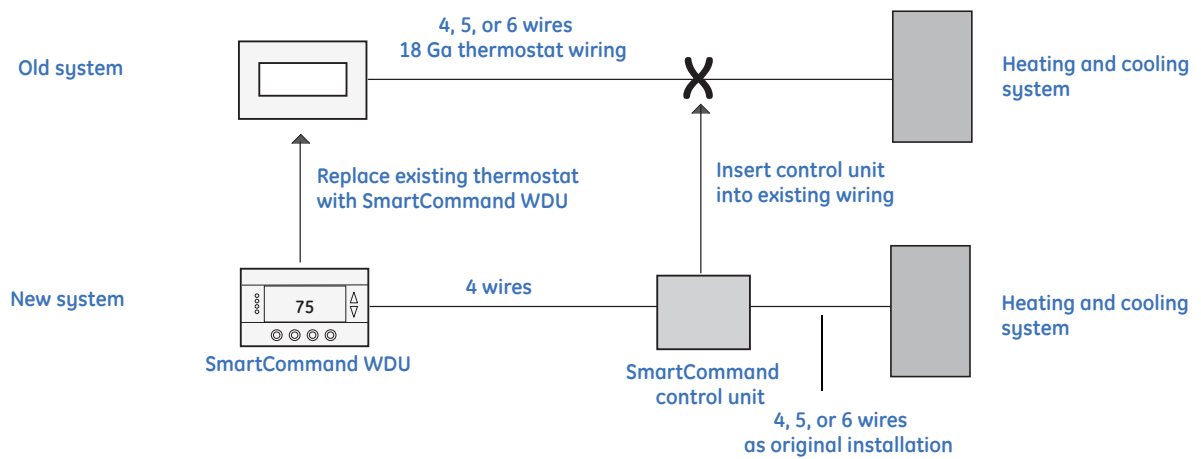 4, 5, or 6 wires
18 Ga thermostat wiring
Old system
Heating and cooling
system
Replace existing thermostat
with SmartCommand WDU
Insert control unit
into existing wiring
New system
75
4 wires
Heating and cooling
system
SmartCommand WDU
SmartCommand
control unit
4, 5, or 6 wires
as original installation